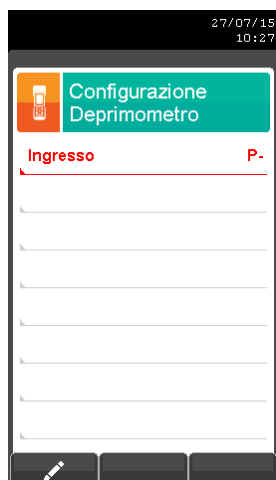 27/07/15
10:27
Configurazione
Deprimometro
Ingresso P-